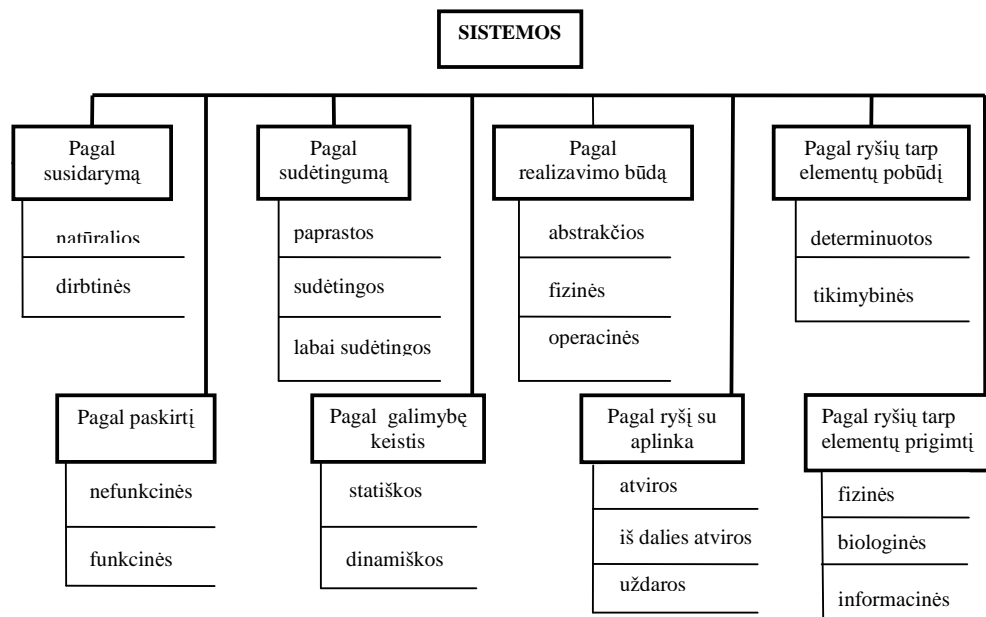 SISTEMOS
Pagal
susidarymą
natūralios
dirbtinės
Pagal
sudėtingumą
paprastos
sudėtingos
labai sudėtingos
Pagal
realizavimo būdą
abstrakčios
fizinės
operacinės
Pagal ryšių tarp
elementų pobūdį
determinuotos
tikimybinės
Pagal paskirtį
nefunkcinės
funkcinės
Pagal galimybę
keistis
statiškos
dinamiškos
Pagal ryšį su
aplinka
atviros
iš dalies atviros
uždaros
Pagal ryšių tarp
elementų prigimtį
fizinės
biologinės
informacinės